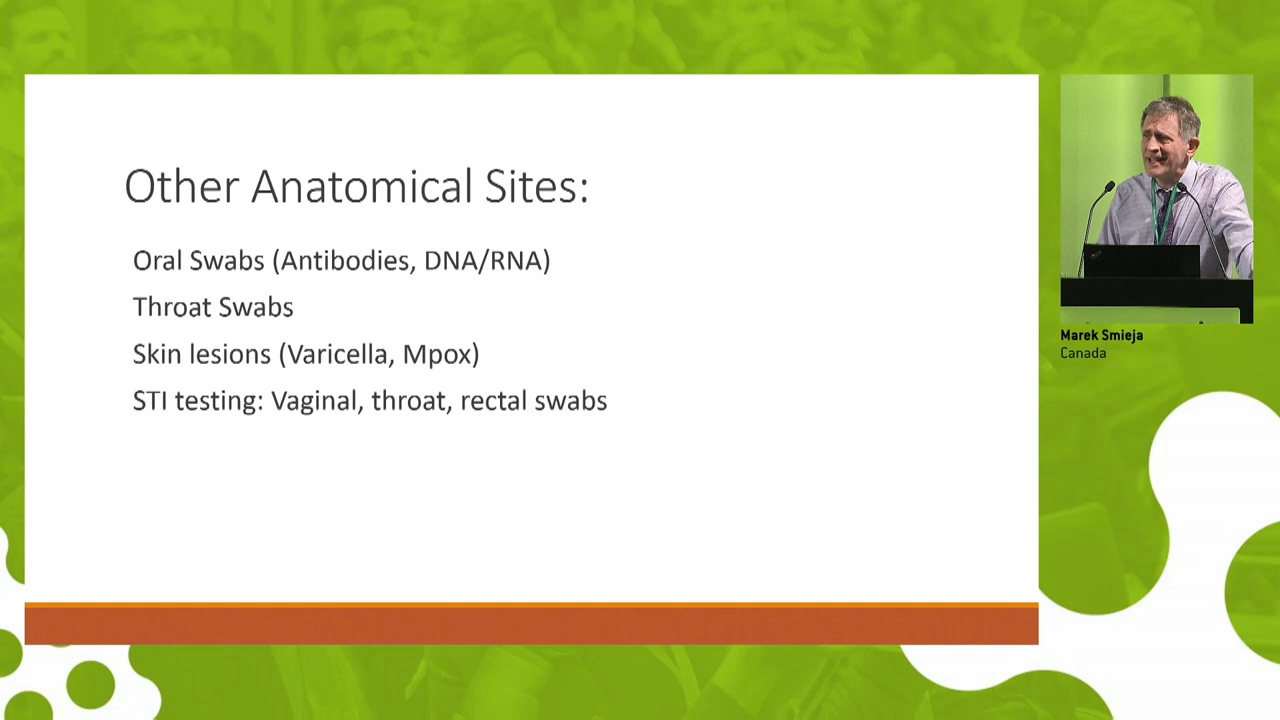 Other Anatomical Sites:
Oral Swabs (Antibodies, DNA/RNA)
Throat Swabs
Skin lesions (Varicella, Mpox)
STI testing: Vaginal, throat, rectal swabs
Marek Smieja
Canada